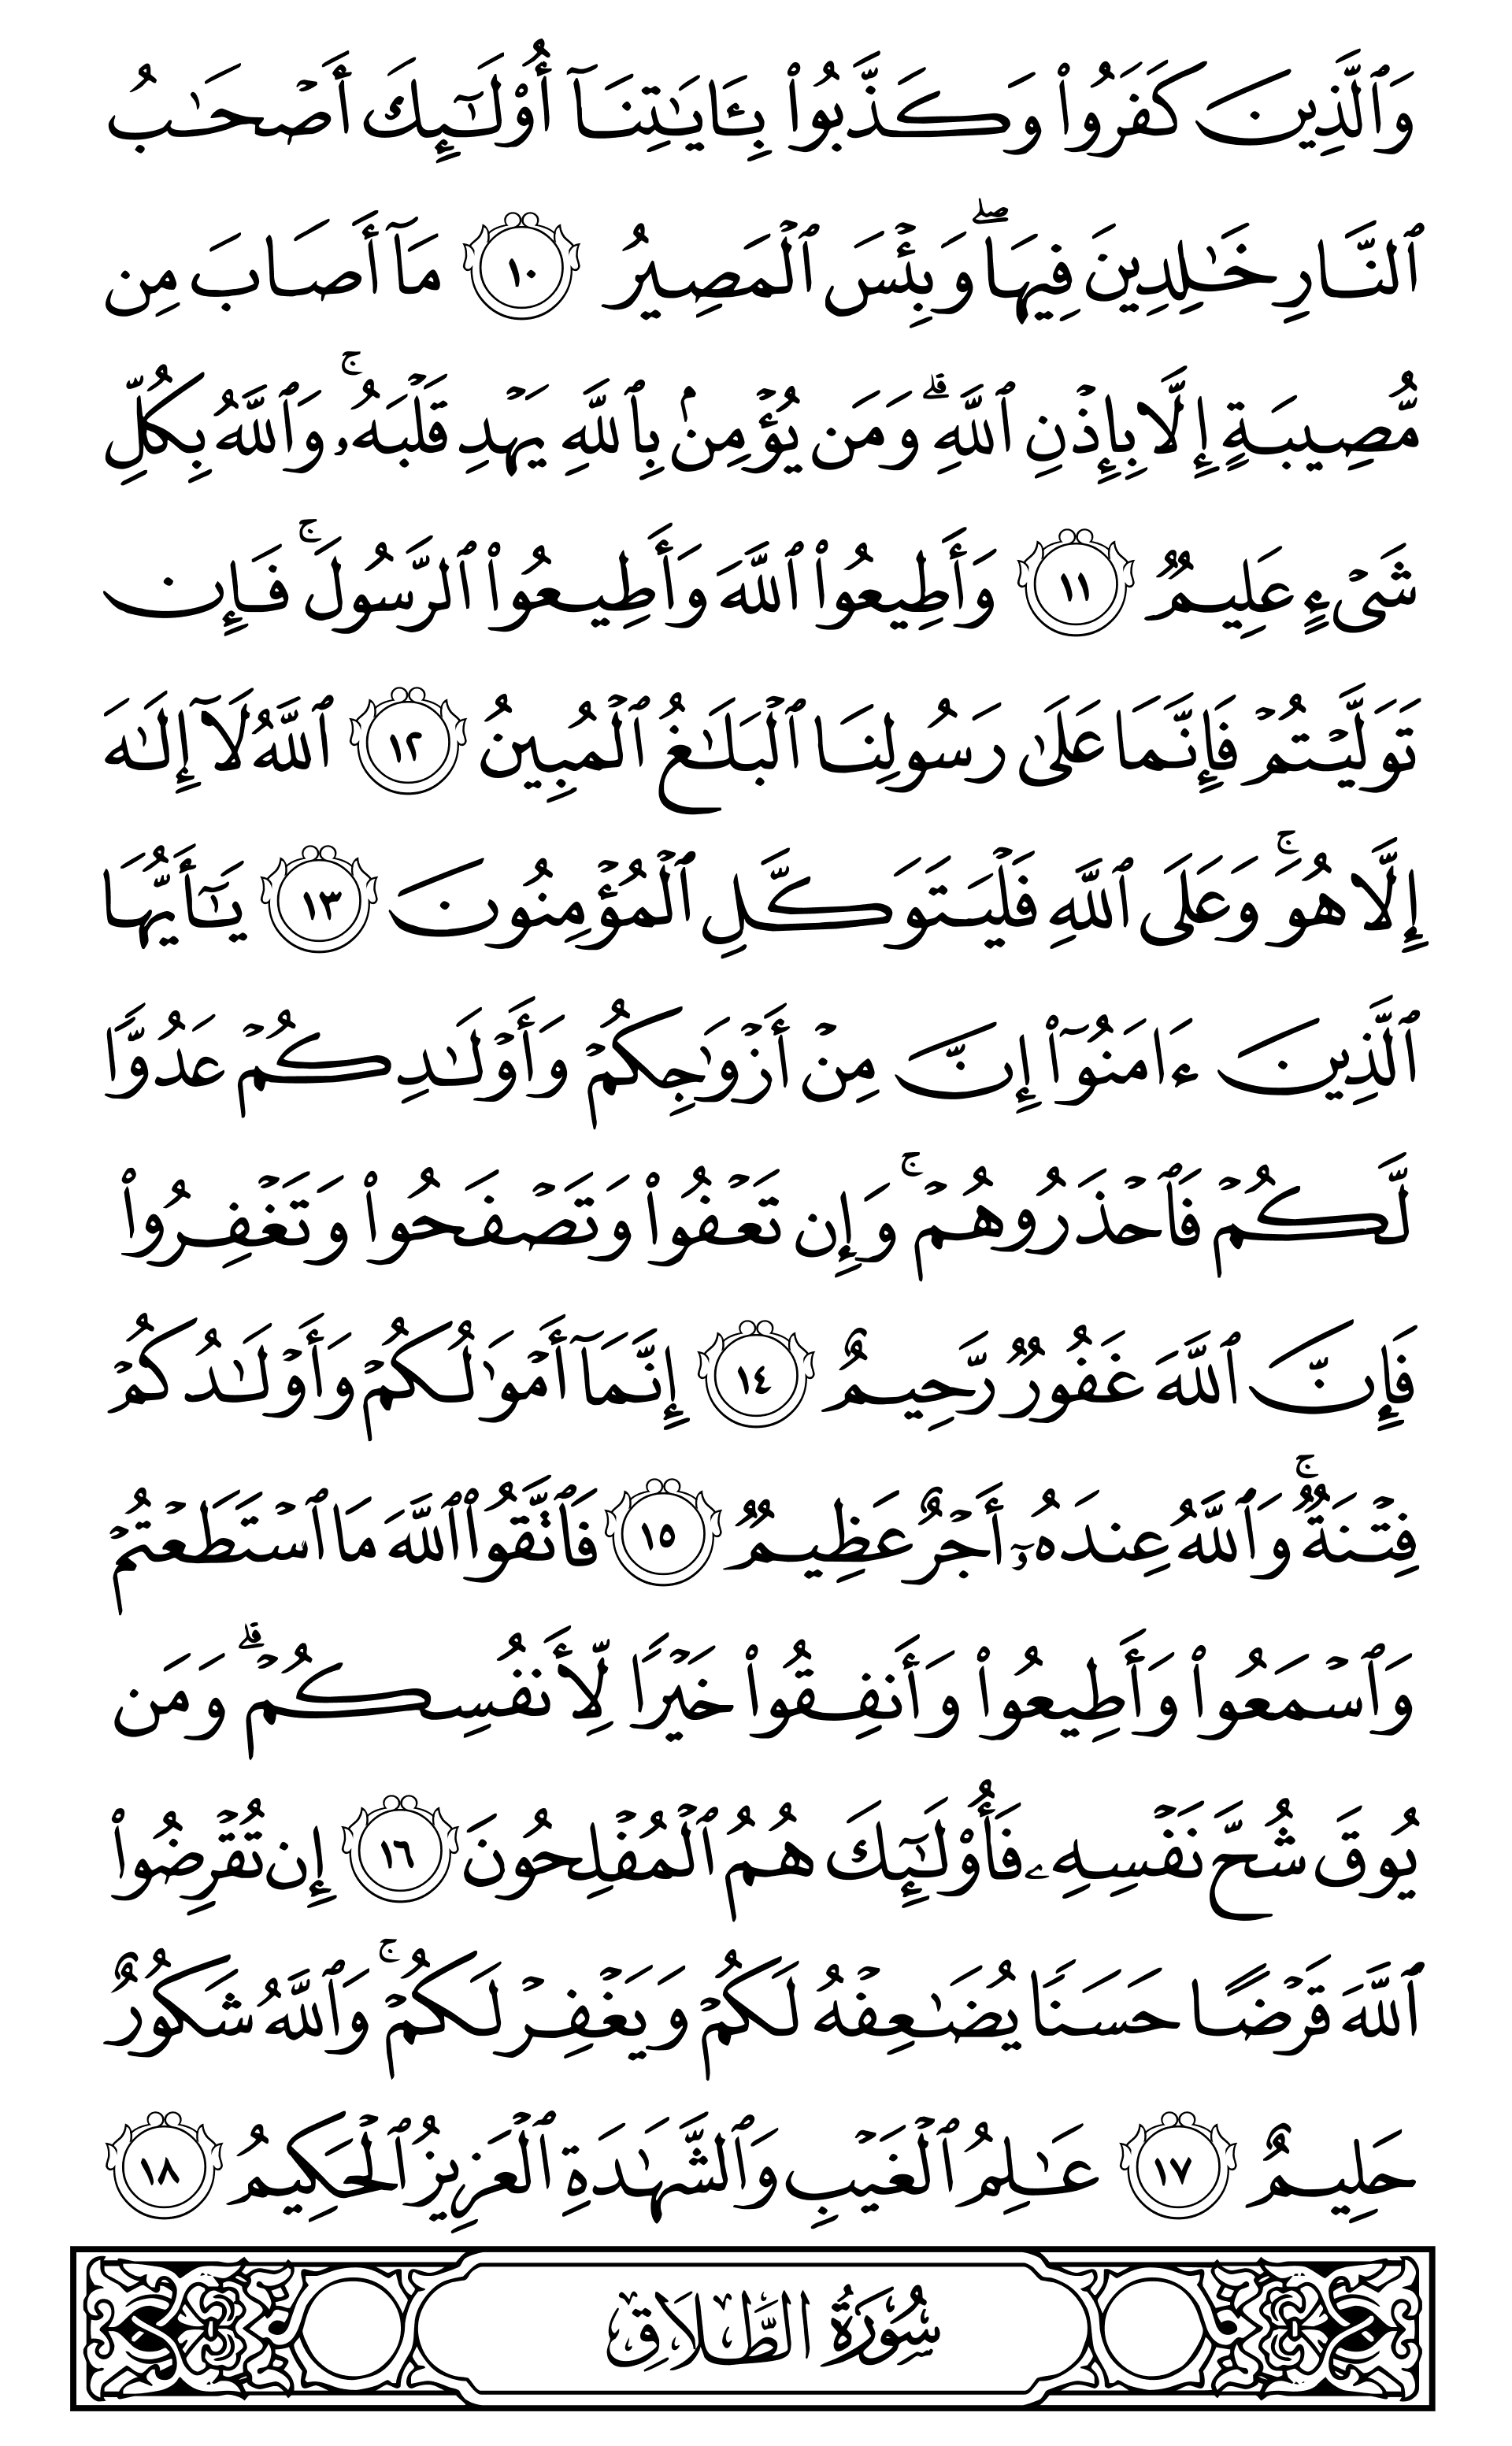 وَٱلَّذِينَ كَفَرُواْ وَكَذَّبُواْ بِـَٔايَٰتِنَآ أُوْلَٰٓئِكَ أَصۡحَٰبُ
ٱلنَّارِ خَٰلِدِينَ فِيهَاۖ وَبِئۡسَ ٱلۡمَصِيرُ ١٠ مَآ أَصَابَ مِن
مُّصِيبَةٍ إِلَّا بِإِذۡنِ ٱللَّهِۗ وَمَن يُؤۡمِنۢ بِٱللَّهِ يَهۡدِ قَلۡبَهُۥۚ وَٱللَّهُ بِكُلِّ
شَيۡءٍ عَلِيمٞ ١١ وَأَطِيعُواْ ٱللَّهَ وَأَطِيعُواْ ٱلرَّسُولَۚ فَإِن
تَوَلَّيۡتُمۡ فَإِنَّمَا عَلَىٰ رَسُولِنَا ٱلۡبَلَٰغُ ٱلۡمُبِينُ ١٢ ٱللَّهُ لَآ إِلَٰهَ
إِلَّا هُوَۚ وَعَلَى ٱللَّهِ فَلۡيَتَوَكَّلِ ٱلۡمُؤۡمِنُونَ ١٣ يَٰٓأَيُّهَا
ٱلَّذِينَ ءَامَنُوٓاْ إِنَّ مِنۡ أَزۡوَٰجِكُمۡ وَأَوۡلَٰدِكُمۡ عَدُوّٗا
لَّكُمۡ فَٱحۡذَرُوهُمۡۚ وَإِن تَعۡفُواْ وَتَصۡفَحُواْ وَتَغۡفِرُواْ
فَإِنَّ ٱللَّهَ غَفُورٞ رَّحِيمٌ ١٤ إِنَّمَآ أَمۡوَٰلُكُمۡ وَأَوۡلَٰدُكُمۡ
فِتۡنَةٞۚ وَٱللَّهُ عِندَهُۥٓ أَجۡرٌ عَظِيمٞ ١٥ فَٱتَّقُواْ ٱللَّهَ مَا ٱسۡتَطَعۡتُمۡ
وَٱسۡمَعُواْ وَأَطِيعُواْ وَأَنفِقُواْ خَيۡرٗا لِّأَنفُسِكُمۡۗ وَمَن
يُوقَ شُحَّ نَفۡسِهِۦ فَأُوْلَٰٓئِكَ هُمُ ٱلۡمُفۡلِحُونَ ١٦ إِن تُقۡرِضُواْ
ٱللَّهَ قَرۡضًا حَسَنٗا يُضَٰعِفۡهُ لَكُمۡ وَيَغۡفِرۡ لَكُمۡۚ وَٱللَّهُ شَكُورٌ
حَلِيمٌ ١٧ عَٰلِمُ ٱلۡغَيۡبِ وَٱلشَّهَٰدَةِ ٱلۡعَزِيزُ ٱلۡحَكِيمُ ١٨
سُورَةُ الطَّلَاقِ